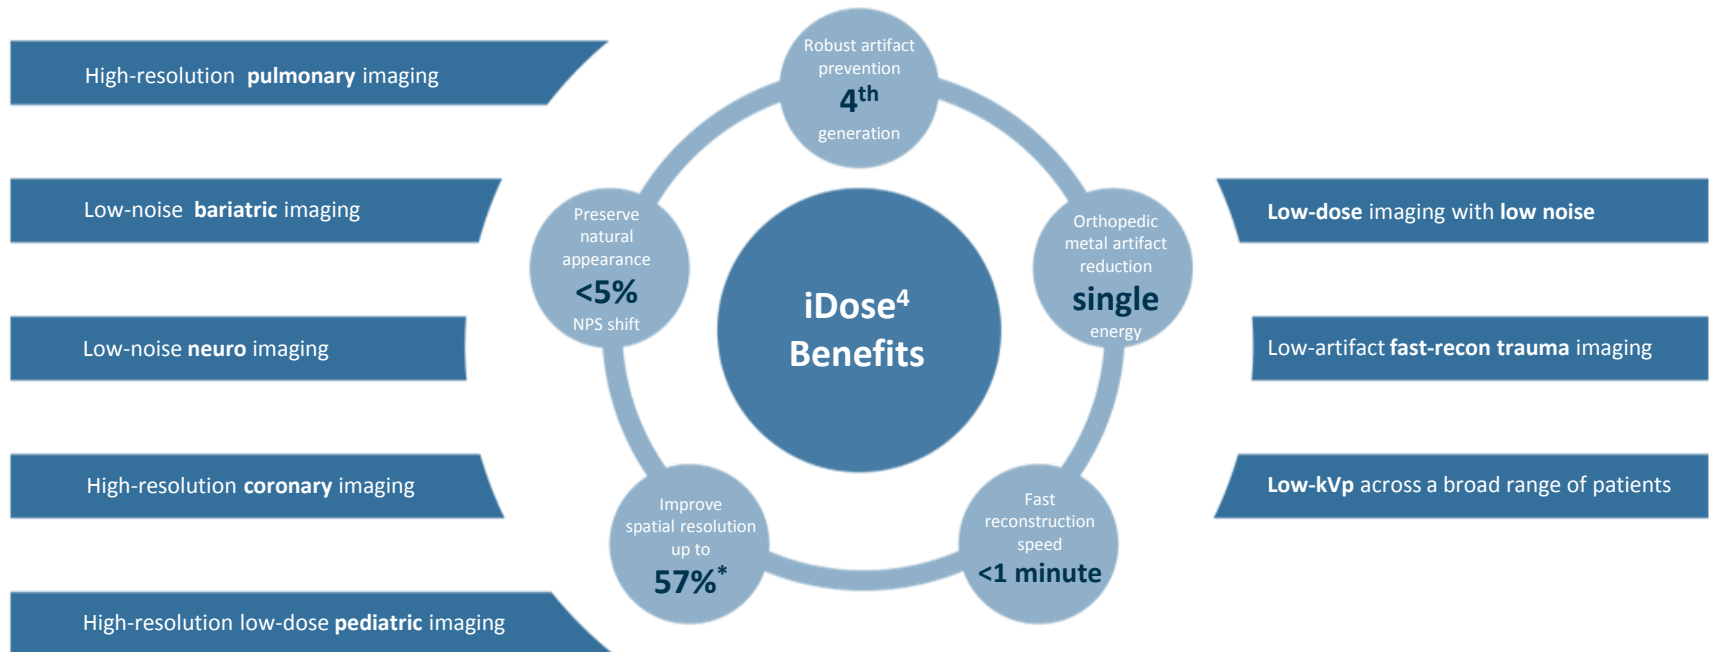 High-resolution pulmonary imaging
Low-noise bariatric imaging
Low-noise neuro imaging
High-resolution coronary imaging
High-resolution low-dose pediatric imaging
Robust artifact
prevention
4th
generation
Preserve
natural
appearance
<5%
NPS shift
Orthopedic
metal artifact
reduction
single
energy
iDose4
Benefits
Improve
spatial resolution
up to
57%*
Fast
reconstruction
speed
<1 minute
Low-dose imaging with low noise
Low-artifact fast-recon trauma imaging
Low-kVp across a broad range of patients